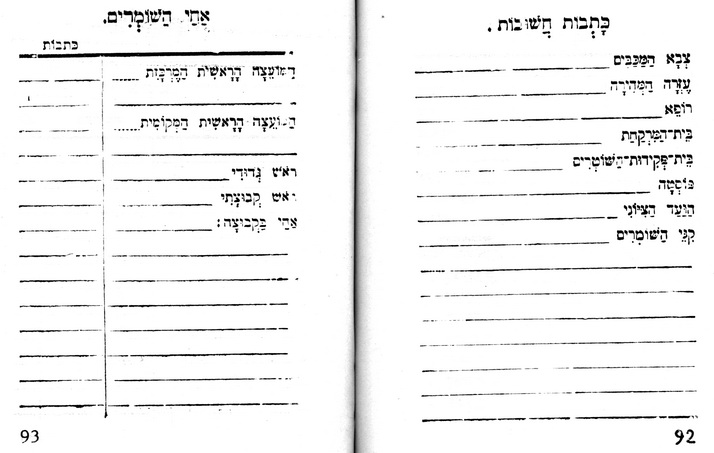 כָּתְבוֹת חֲשׁוּבוֹת.
צְבָא הַמַּכַּבִּים
עֶזְרָה הַמְּהִירָה
רוֹפֵא
בֵּית־הַמִּרְקַחַת
בֵּית־פְּקִידוּת־הַשּׁוֹטְרִים
פּוֹסְטָה
הַוַּעַד הַצִּיּוֹנִי
קִנֵּי הַשּׁוֹמְרִים
92
אֲחַי הַשׁוֹמְרִים.
כתבות
הַמּוֹעֵצָה הָרָאשִׁית הַמֶּרְכָּזִת
הַמּוֹעֵצָה הָרָאשִׁית הַמְּקוֹמִית
רֹאשׁ גְּדוּדִי
רֹאשׁ קְבוּצָתִי
אַחַי בַּקְּבוּצָה:
93